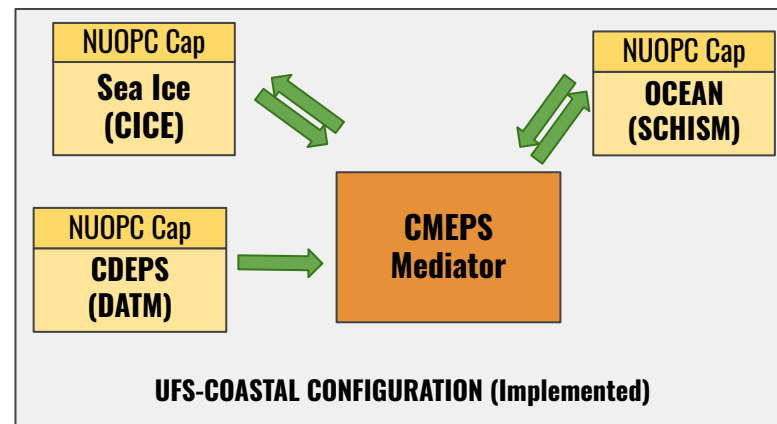 NUOPC Cap
Sea Ice
(CICE)
NUOPC Cap
OCEAN
(SCHISM)
NUOPC Cap
CDEPS
(DATM)
CMEPS
Mediator
UFS-COASTAL CONFIGURATION (Implemented)